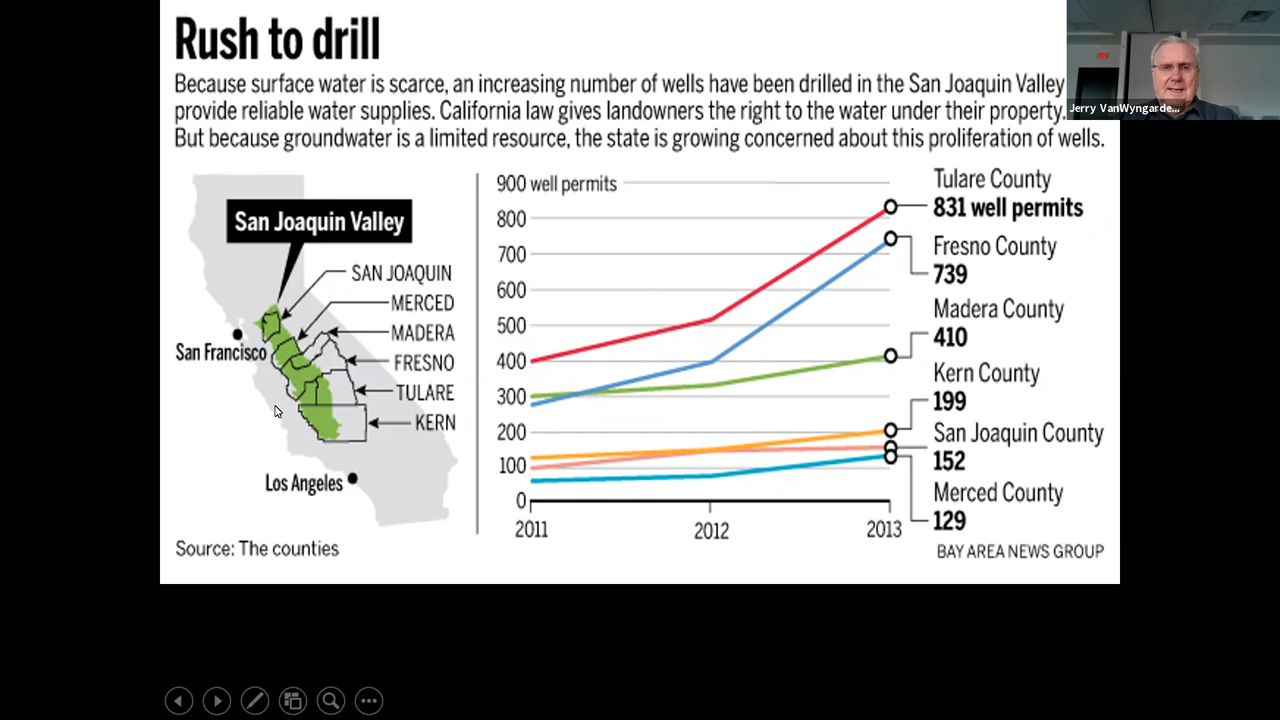 Rush to drill
Because surface water is scarce, an increasing number of wells have been drilled in the San Joaquin Valley
provide reliable water supplies. California law gives landowners the right to the water under their property.
But because groundwater is a limited resource, the state is growing concerned about this proliferation of wells.
Jerry VanWyngarde...
San Joaquin Valley
SAN JOAQUIN
MERCED
MADERA
FRESNO
TULARE
KERN
San Francisco
Los Angeles
Source: The counties
900 well permits
800
700
600
500
400
300
200
100
0
2011
2012
2013
Tulare County
831 well permits
Fresno County
739
Madera County
410
Kern County
199
San Joaquin County
152
Merced County
129
BAY AREA NEWS GROUP